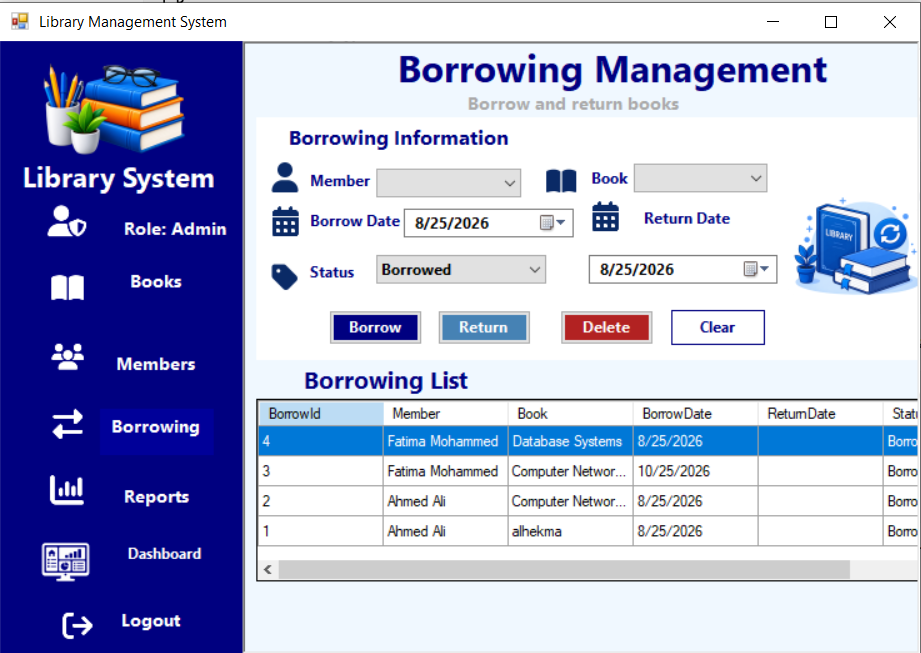 Library Management System
Library System
Role: Admin
Books
Members
Borrowing
Reports
Dashboard
Logout
Borrowing Management
Borrow and return books
Borrowing Information
Member
Book
Borrow Date 8/25/2026
Return Date
Status Borrowed
8/25/2026
LIBRARY
Borrow Return Delete Clear
Borrowing List
BorrowId Member Book BorrowDate ReturnDate Statu
4 Fatima Mohammed Database Systems 8/25/2026 Borro
3 Fatima Mohammed Computer Networ... 10/25/2026 Borro
2 Ahmed Ali Computer Networ... 8/25/2026 Borro
1 Ahmed Ali alhekma 8/25/2026 Borro